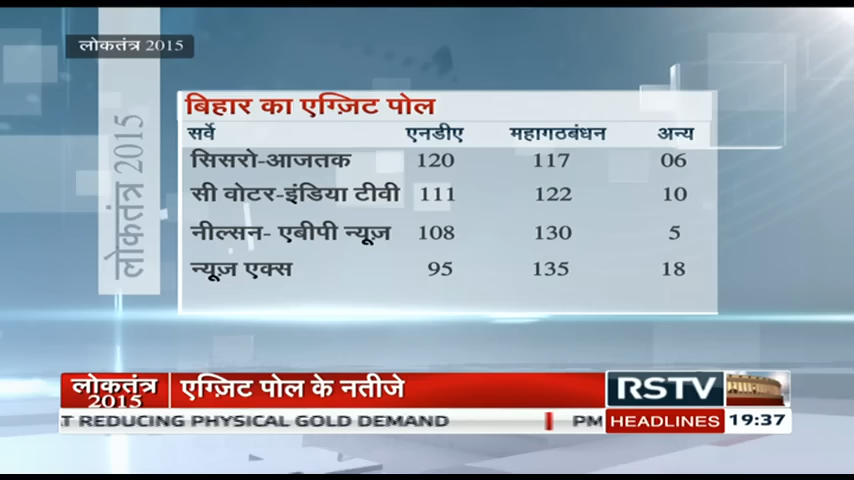 लोकतंत्र 2015
लोकतंत्र 2015
बिहार का एग्ज़िट पोल
सर्वे एनडीए महागठबंधन अन्य
सिसरो-आजतक 120 117 06
सी वोटर-इंडिया टीवी 111 122 10
नील्सन- एबीपी न्यूज़ 108 130 5
न्यूज़ एक्स 95 135 18
लोकतंत्र 2015
एग्ज़िट पोल के नतीजे
RSTV
T REDUCING PHYSICAL GOLD DEMAND PM
HEADLINES 19:37